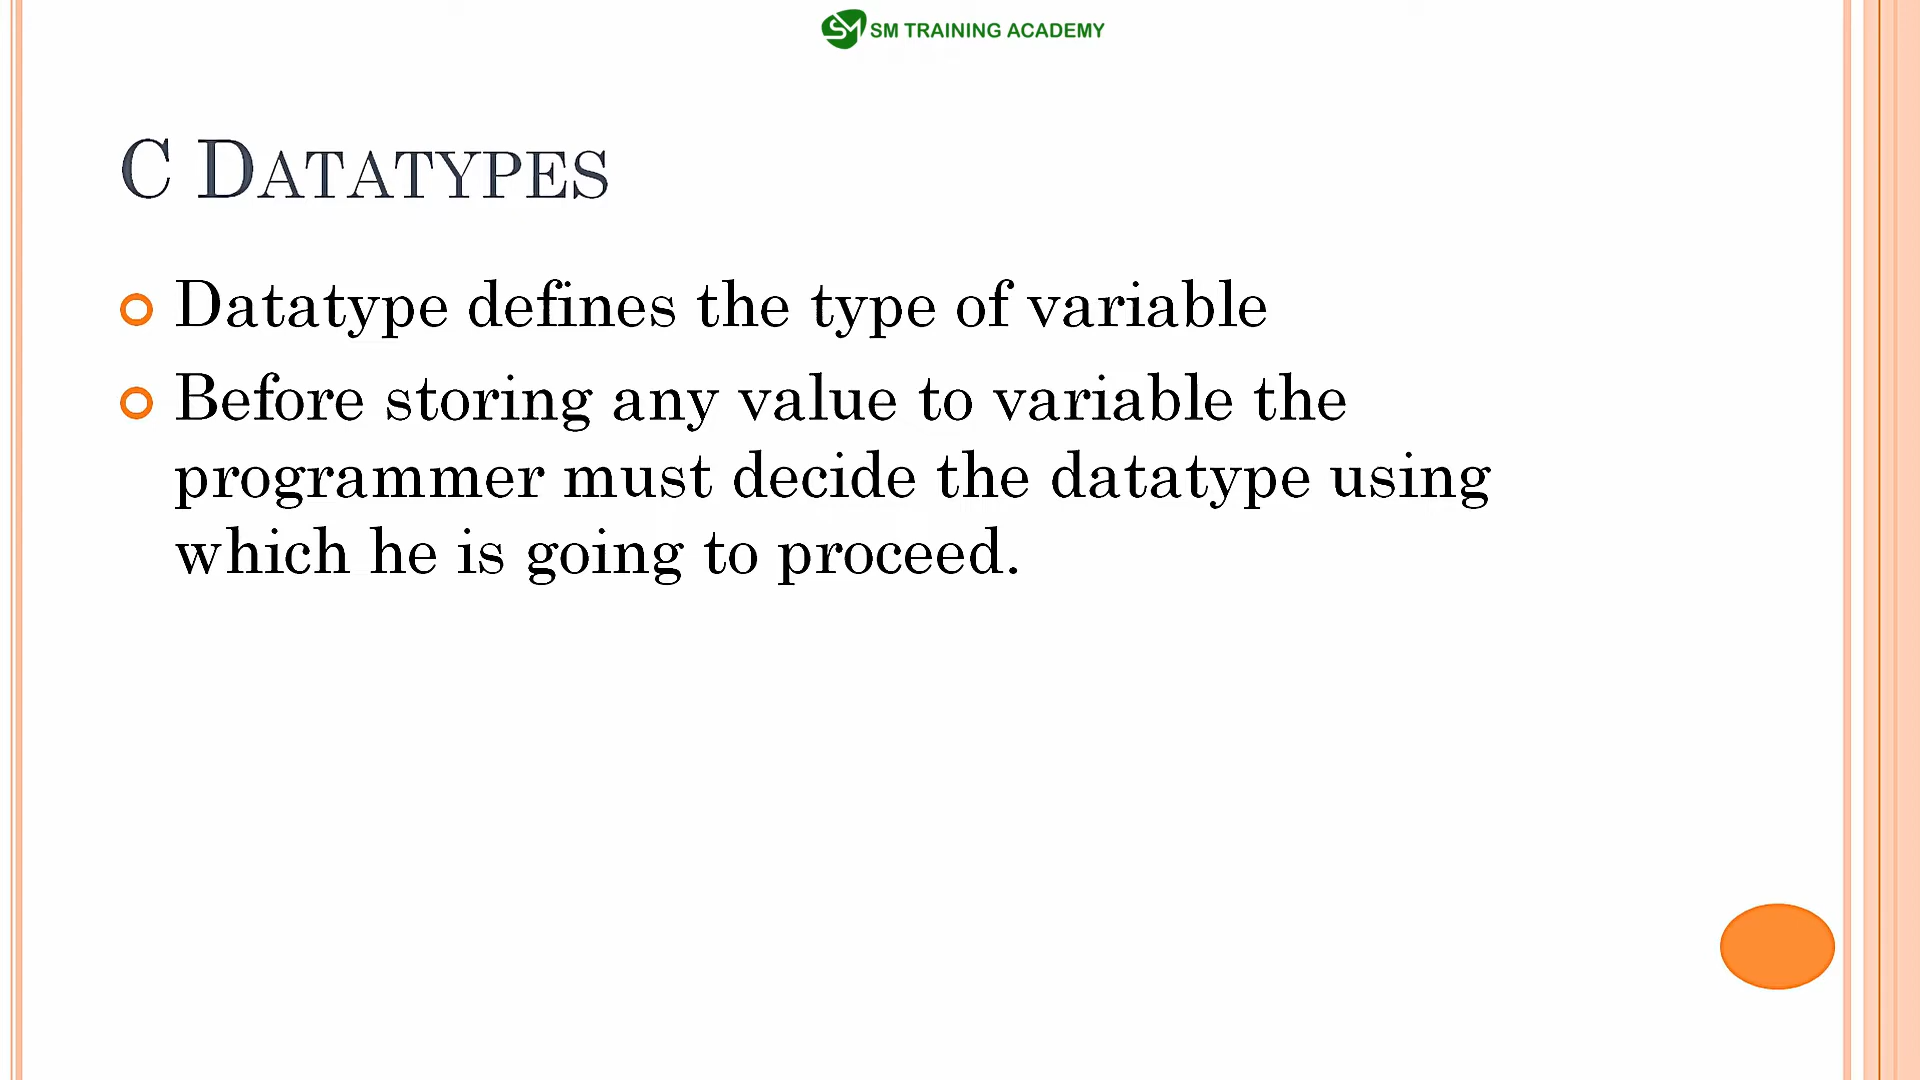 SM TRAINING ACADEMY
C DATATYPES
Datatype defines the type of variable
Before storing any value to variable the
programmer must decide the datatype using
which he is going to proceed.